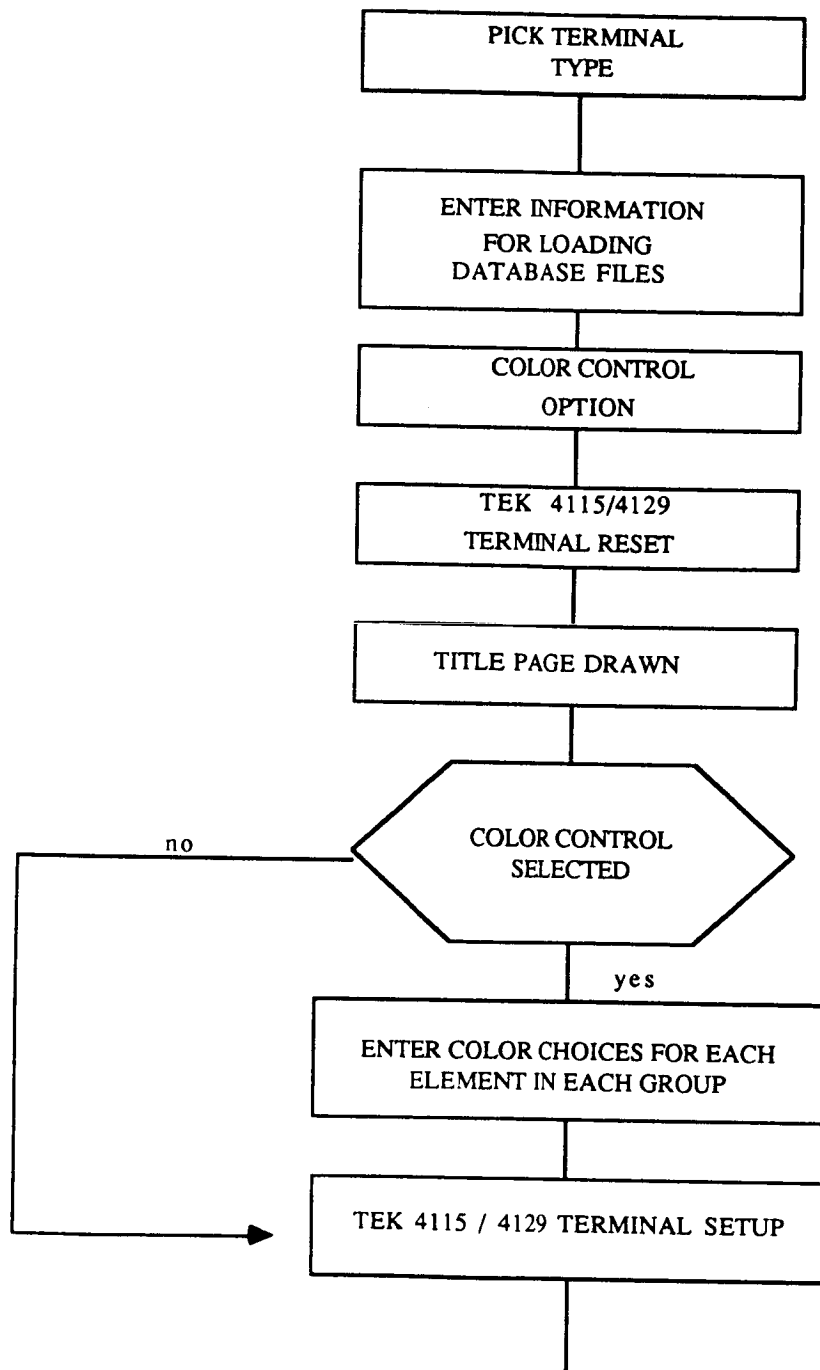 PICK TERMINAL
TYPE
ENTER INFORMATION
FOR LOADING
DATABASE FILES
COLOR CONTROL
OPTION
TEK 4115/4129
TERMINAL RESET
TITLE PAGE DRAWN
no
COLOR CONTROL
SELECTED
yes
ENTER COLOR CHOICES FOR EACH
ELEMENT IN EACH GROUP
TEK 4115 / 4129 TERMINAL SETUP